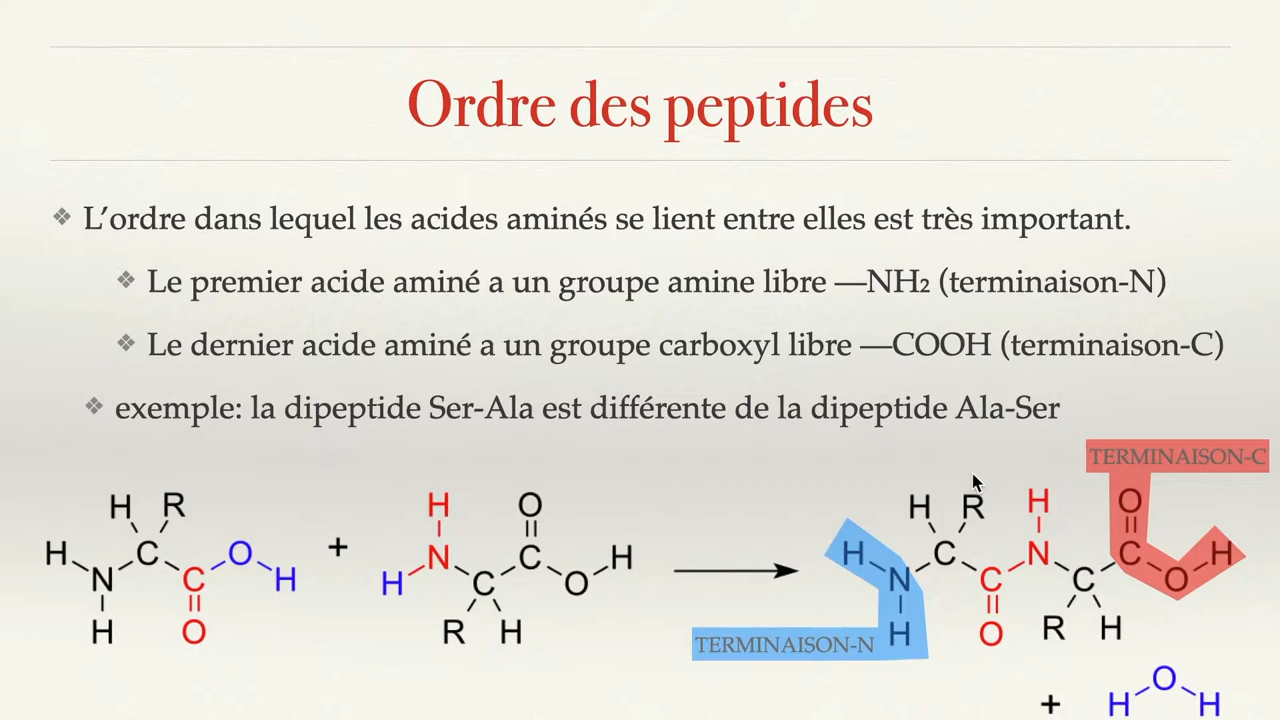 Ordre des peptides
❖ L’ordre dans lequel les acides aminés se lient entre elles est très important.
❖ Le premier acide aminé a un groupe amine libre —NH₂ (terminaison-N)
❖ Le dernier acide aminé a un groupe carboxyl libre —COOH (terminaison-C)
❖ exemple: la dipeptide Ser-Ala est différente de la dipeptide Ala-Ser
TERMINAISON-C
H R H O H R H O
H C O H + H N C O H H N C C N C C O H
N C O H C O
H O R H O R H
TERMINAISON-N
+ H O H